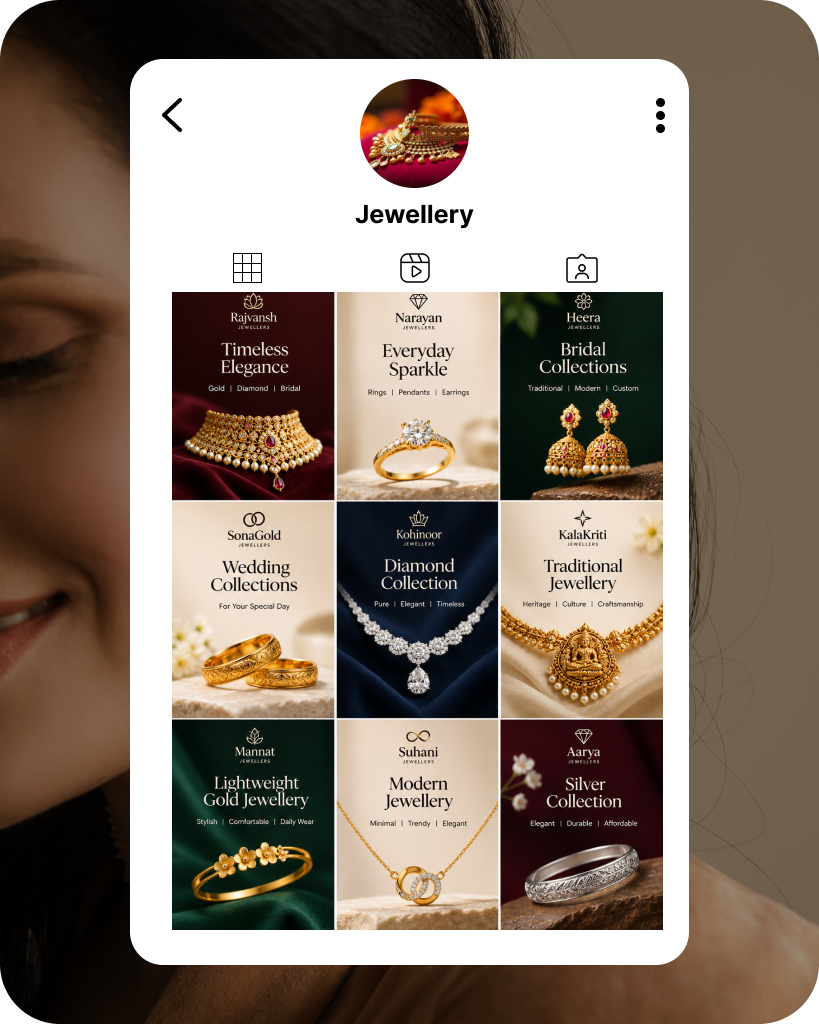 Jewellery
Rajvansh
JEWELLERS
Timeless
Elegance
Gold | Diamond | Bridal
Narayan
JEWELLERS
Everyday
Sparkle
Rings | Pendants | Earrings
Heera
JEWELLERS
Bridal
Collections
Traditional | Modern | Custom
SonaGold
JEWELLERS
Wedding
Collections
For Your Special Day
Kohinoor
JEWELLERS
Diamond
Collection
Pure | Elegant | Timeless
KalaKriti
JEWELLERS
Traditional
Jewellery
Heritage | Culture | Craftsmanship
Mannat
JEWELLERS
Lightweight
Gold Jewellery
Stylish | Comfortable | Daily Wear
Suhani
JEWELLERS
Modern
Jewellery
Minimal | Trendy | Elegant
Aarya
JEWELLERS
Silver
Collection
Elegant | Durable | Affordable